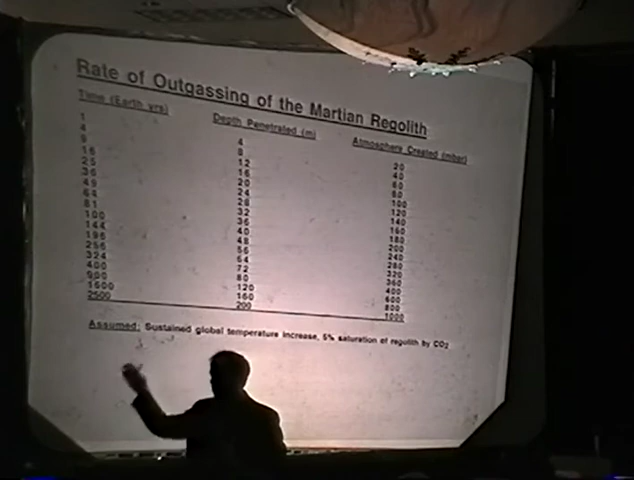 Rate of Outgassing of the Martian Regolith
Time (Earth yrs) Depth Penetrated (m) Atmosphere Created (mbar)
1 4 20
4 8 40
9 12 60
16 16 80
25 20 100
36 24 120
49 28 140
64 32 160
81 36 180
100 40 200
144 48 240
196 56 280
256 64 320
324 72 360
400 80 400
900 120 600
1600 160 800
2500 200 1000
Assumed: Sustained global temperature increase, 5% saturation of regolith by CO₂